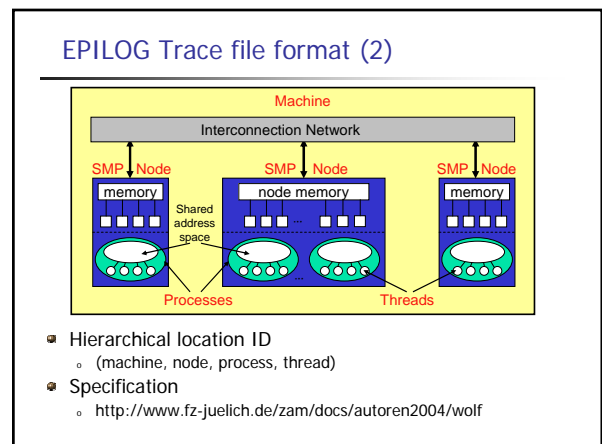 EPILOG Trace file format (2)
Machine
Interconnection Network
SMP Node
SMP Node
SMP Node
memory
node memory
memory
...
Shared
address
space
...
Processes
Threads
Hierarchical location ID
(machine, node, process, thread)
Specification
http://www.fz-juelich.de/zam/docs/autoren2004/wolf